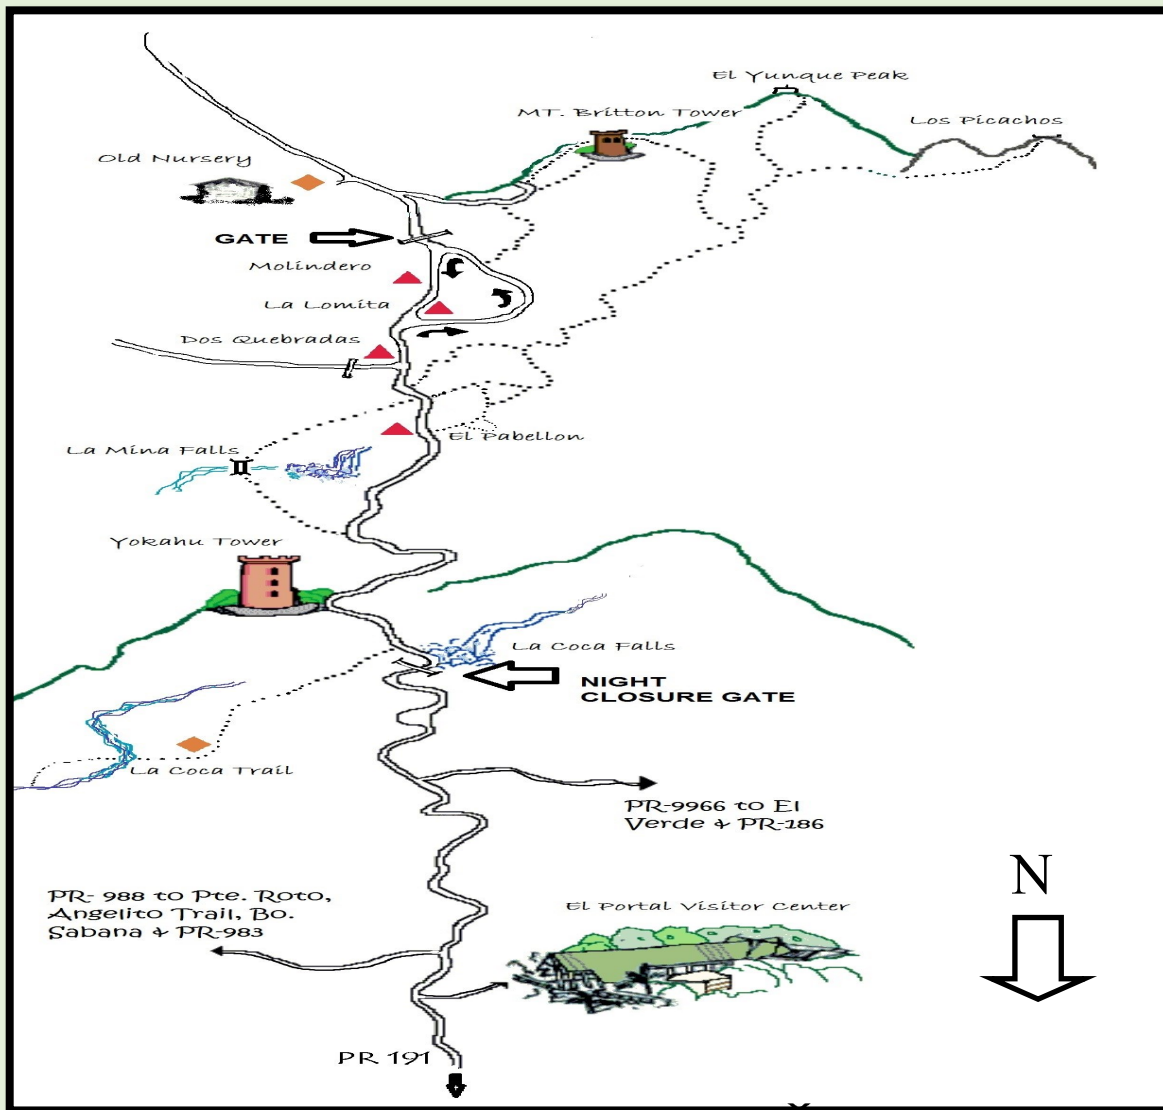 El Yunque Peak
MT. Britton Tower
Los Picachos
Old Nursery
GATE
Molindero
La Lomita
Dos Quebradas
El Pabellon
La Mina Falls
Yokahu Tower
La Coca Falls
NIGHT
CLOSURE GATE
La Coca Trail
PR-9966 to El
Verde & PR-186
N
PR- 988 to Pte. Roto,
Angelito Trail, Bo.
Sabana & PR-983
El Portal Visitor Center
PR 191